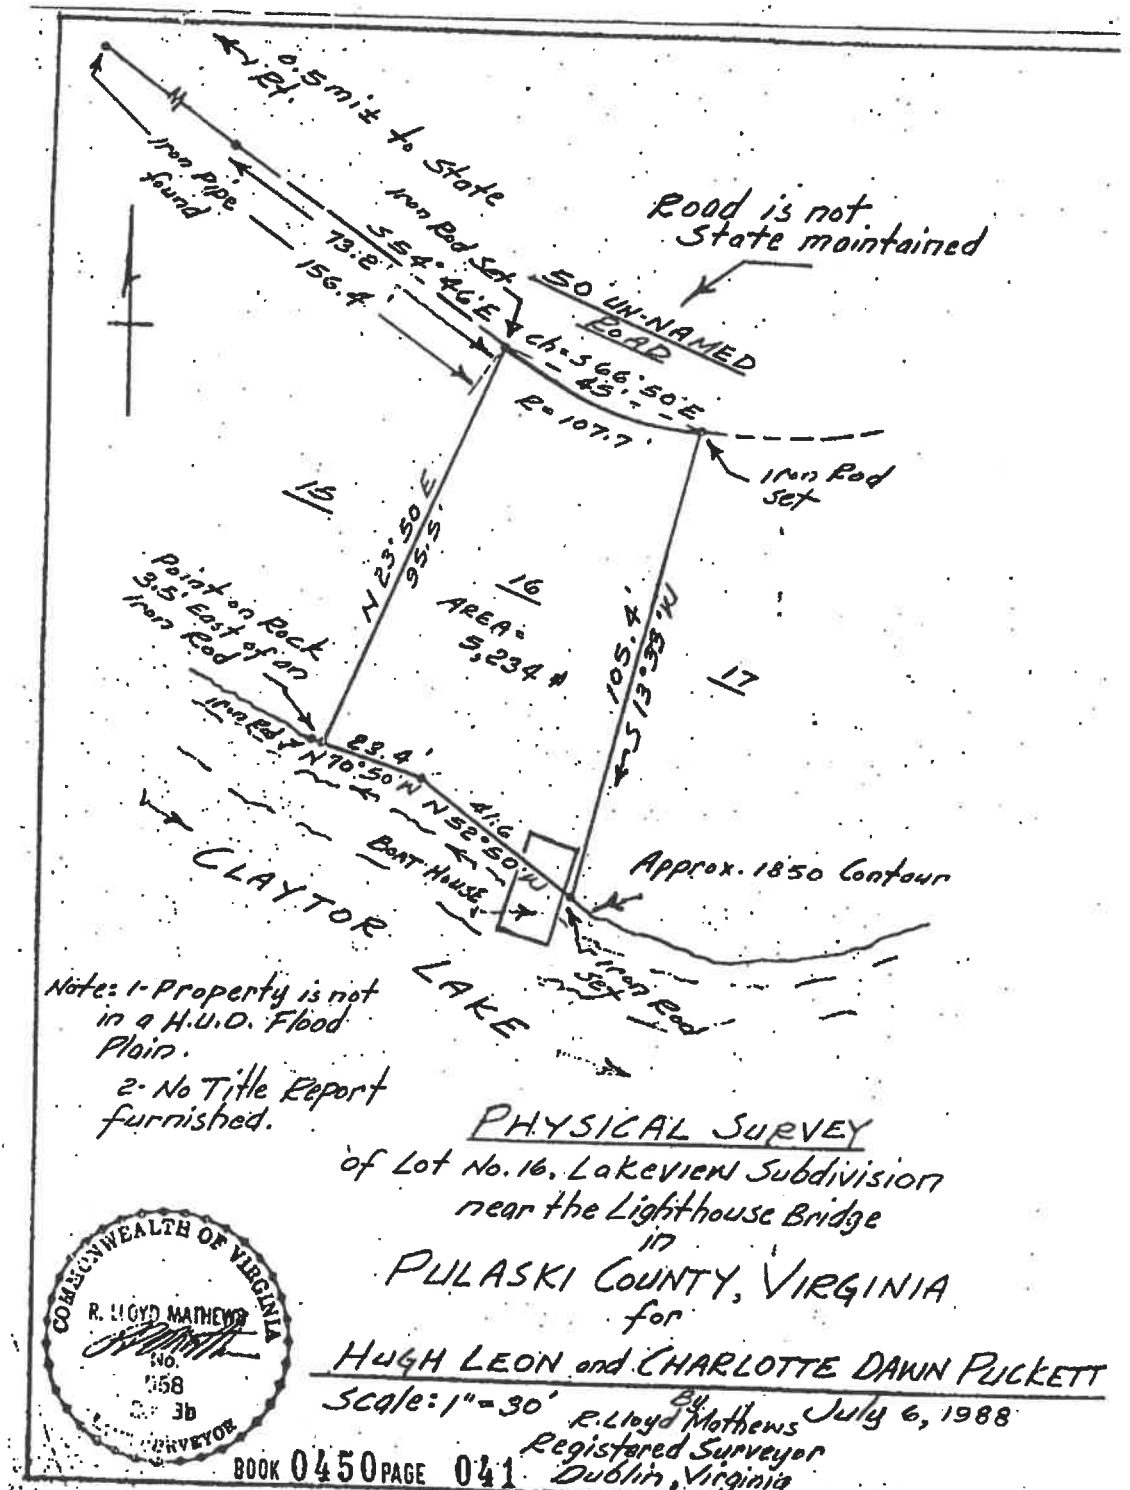 0.5 mi ± to State
Rt.
Iron Pipe
found
Iron Rod Set
S 54° 46' E
73.2'
156.4'
Road is not
State maintained
50 UN-NAMED
ROAD
Ch = S 66° 50' E
45'
R = 107.7'
Iron Rod
Set
15
N 23° 50 E
95.5'
16
AREA =
5,234
105.4'
S 13° 33' W
17
Point on Rock
3.5' East of an
Iron Rod
Iron Rod
23.4'
N 70° 50' W
41.6
N 52° 50' W
BOAT HOUSE
Approx. 1850 Contour
Iron Rod
Set
CLAYTOR
LAKE
Note: 1- Property is not
in a H.U.D. Flood
Plain.
2- No Title Report
furnished.
PHYSICAL SURVEY
of Lot No. 16, Lakeview Subdivision
near the Lighthouse Bridge
in
PULASKI COUNTY, VIRGINIA
for
HUGH LEON and CHARLOTTE DAWN PUCKETT
Scale: 1" = 30'
By
July 6, 1988
R. Lloyd Mathews
Registered Surveyor
Dublin, Virginia
COMMONWEALTH OF VIRGINIA
R. LLOYD MATHEWS
No.
SURVEYOR
BOOK 0450 PAGE 041